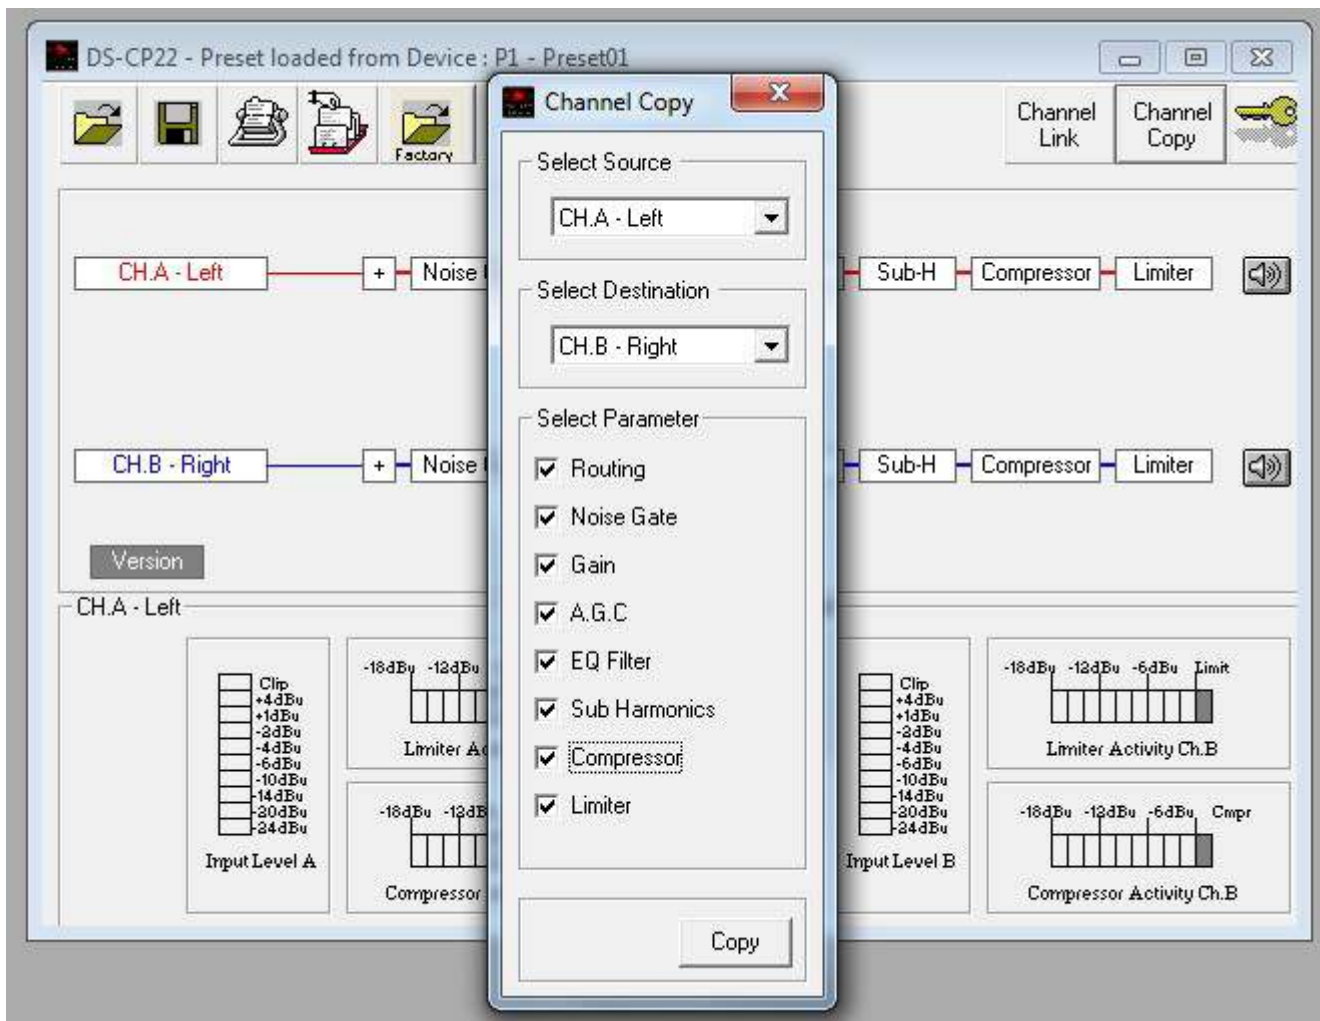 DS-CP22 - Preset loaded from Device : P1 - Preset01
Factory
Channel Link
Channel Copy
CH.A - Left
+
Noise
Sub-H
Compressor
Limiter
CH.B - Right
+
Noise
Sub-H
Compressor
Limiter
Version
CH.A - Left
Clip
+4dBu
+1dBu
-2dBu
-4dBu
-6dBu
-10dBu
-14dBu
-20dBu
-24dBu
Input Level A
-18dBu -12dBu
Limiter
-18dBu -12dB
Compressor
Channel Copy
Select Source
CH.A - Left
Select Destination
CH.B - Right
Select Parameter
Routing
Noise Gate
Gain
A.G.C
EQ Filter
Sub Harmonics
Compressor
Limiter
Copy
Clip
+4dBu
+1dBu
-2dBu
-4dBu
-6dBu
-10dBu
-14dBu
-20dBu
-24dBu
Input Level B
-18dBu -12dBu -6dBu Limit
Limiter Activity Ch.B
-18dBu -12dBu -6dBu Cmpr
Compressor Activity Ch.B